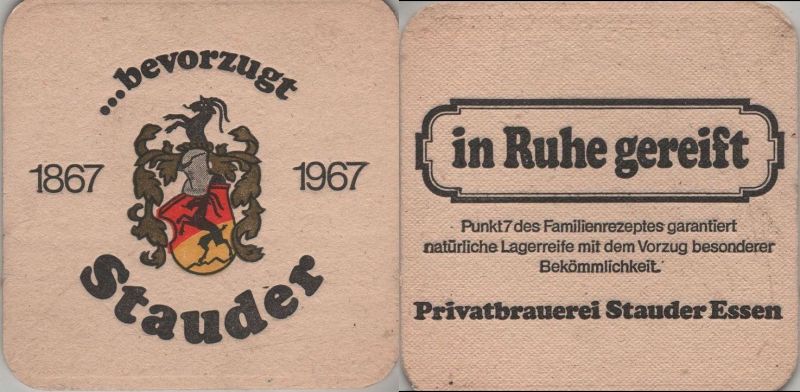 ...bevorzugt
1867 1967
Stauder
in Ruhe gereift
Punkt 7 des Familienrezeptes garantiert
natürliche Lagerreife mit dem Vorzug besonderer
Bekömmlichkeit.
Privatbrauerei Stauder Essen